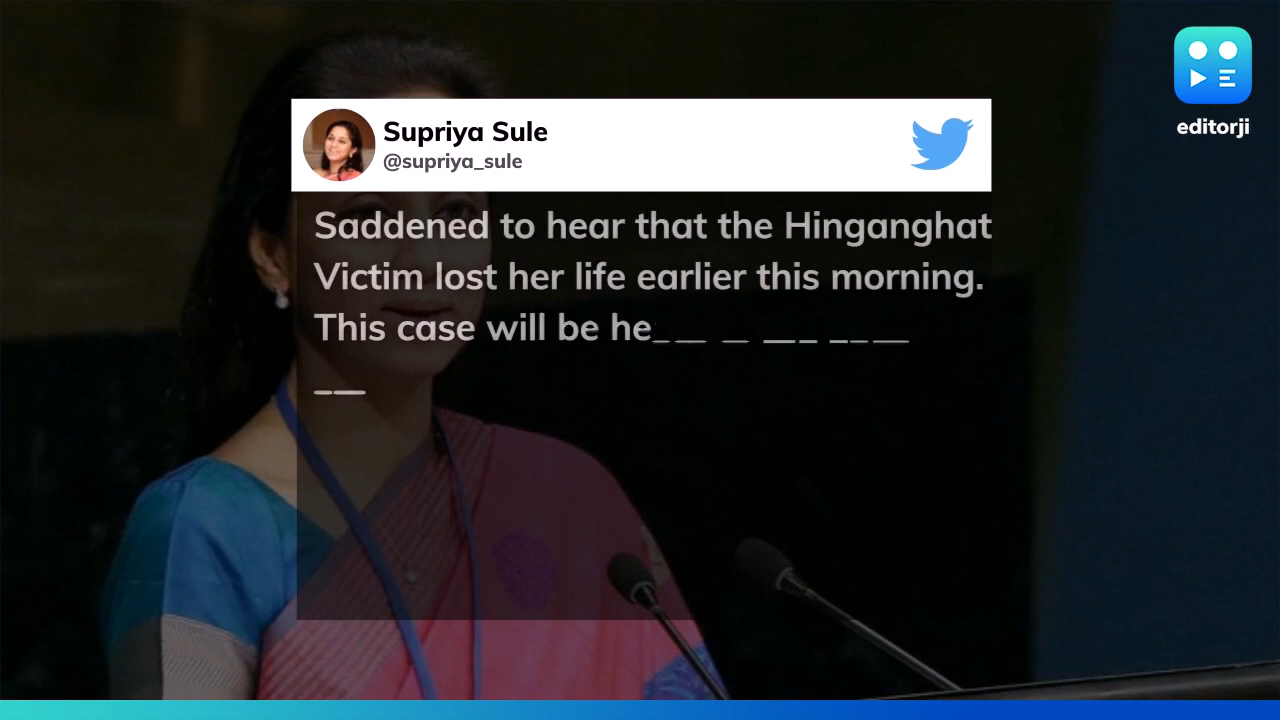 editorji
Supriya Sule
@supriya_sule
Saddened to hear that the Hinganghat
Victim lost her life earlier this morning.
This case will be he